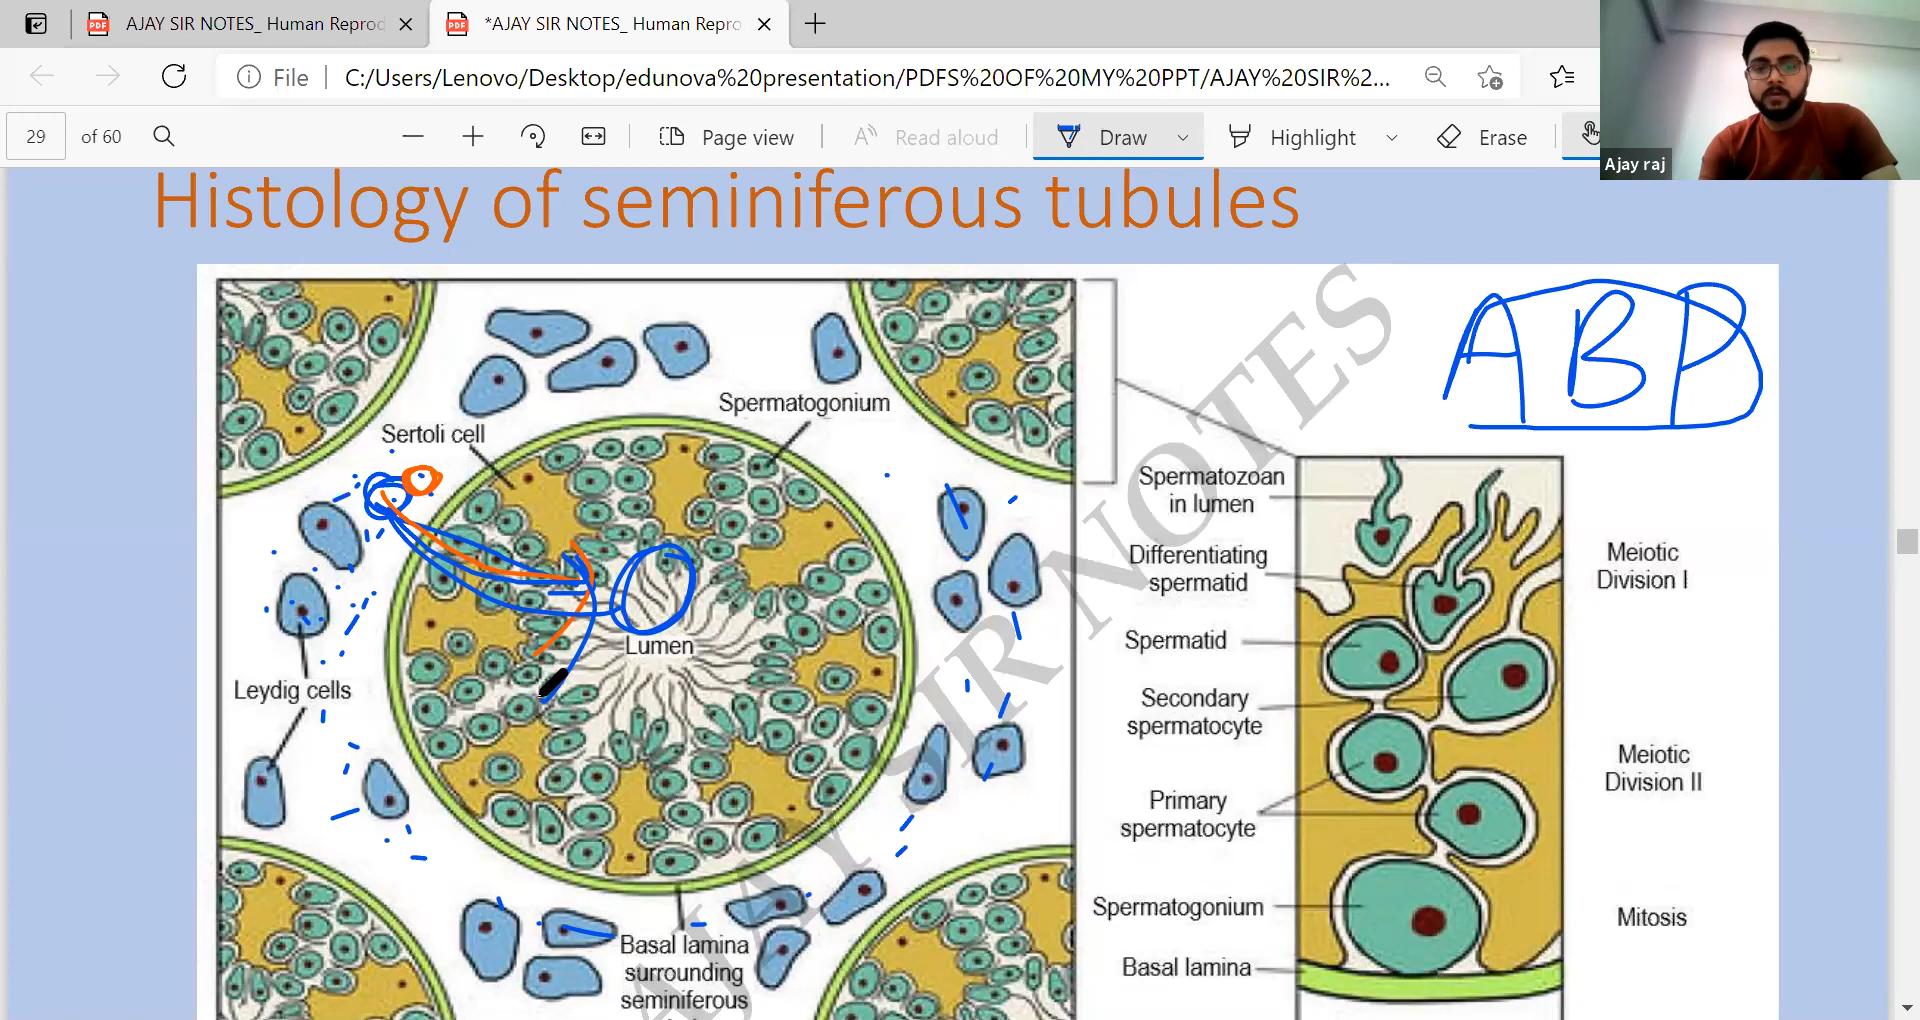 AJAY SIR NOTES_ Human Reprod
*AJAY SIR NOTES_ Human Repro
File
C:/Users/Lenovo/Desktop/edunova%20presentation/PDFS%20OF%20MY%20PPT/AJAY%20SIR%2...
29 of 60
Page view
Read aloud
Draw
Highlight
Erase
Ajay raj
Histology of seminiferous tubules
ABP
Spermatogonium
Sertoli cell
Lumen
Leydig cells
Basal lamina
surrounding
seminiferous
Spermatozoan
in lumen
Differentiating
spermatid
Spermatid
Secondary
spermatocyte
Primary
spermatocyte
Spermatogonium
Basal lamina
Meiotic
Division I
Meiotic
Division II
Mitosis
AJAY SIR NOTES